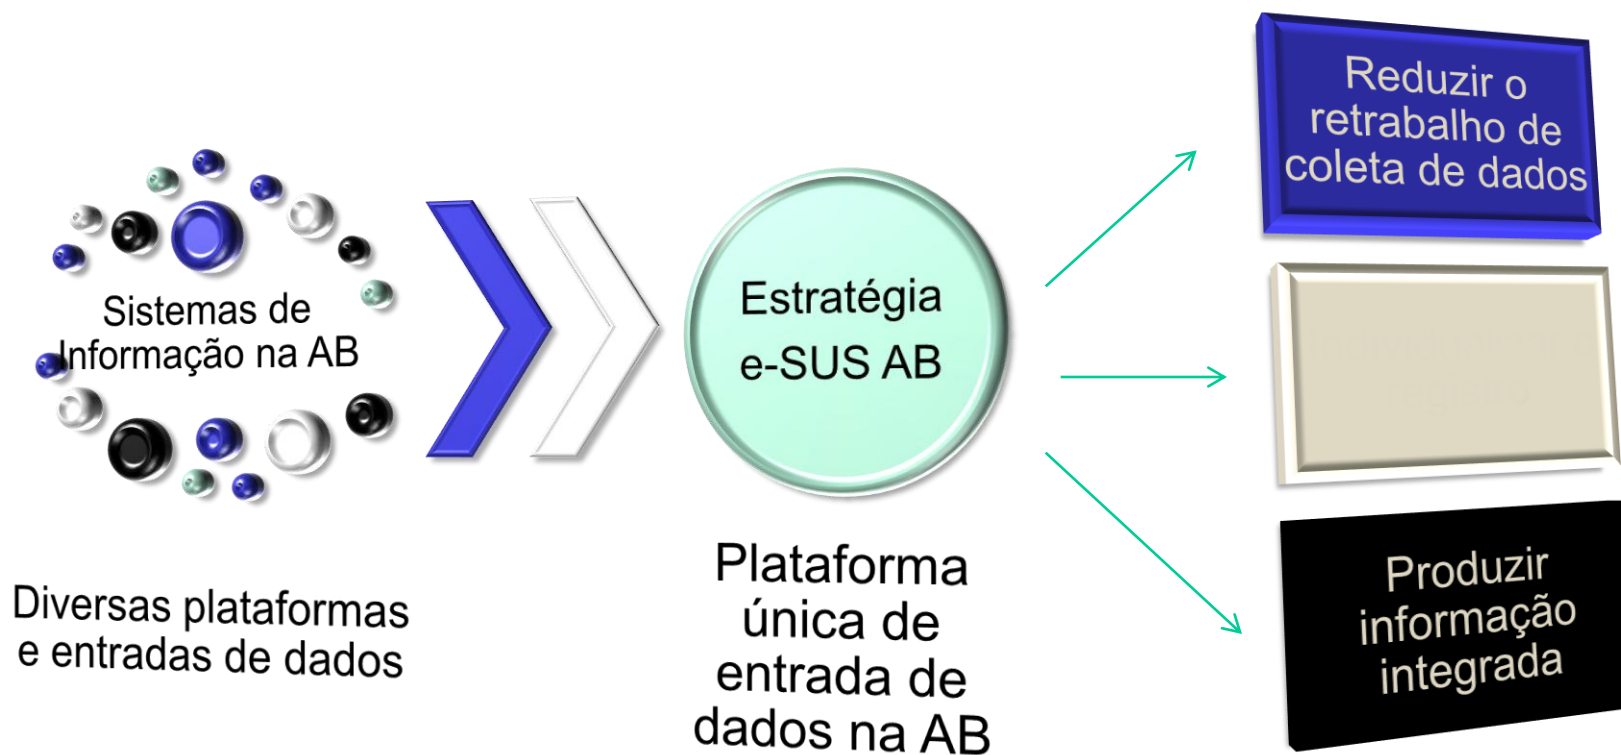 Sistemas de
Informação na AB
Diversas plataformas
e entradas de dados
Estratégia
e-SUS AB
Plataforma
única de
entrada de
dados na AB
Reduzir o
retrabalho de
coleta de dados
registro
Produzir
informação
integrada